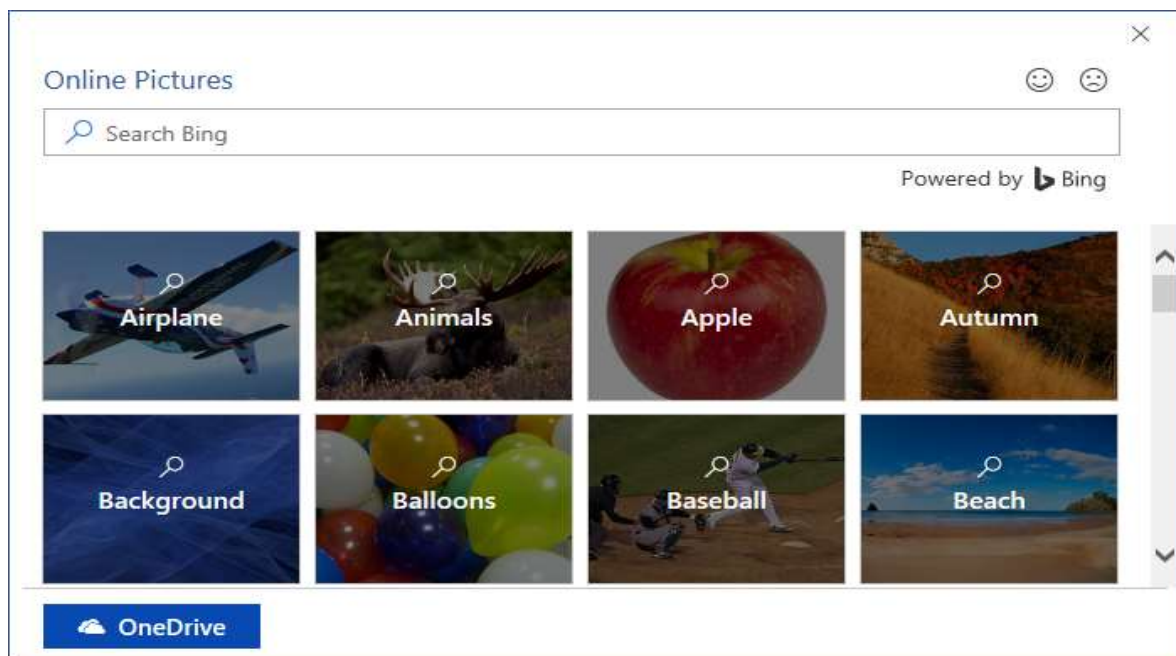 Online Pictures
Search Bing
Powered by Bing
Airplane Animals Apple Autumn
Background Balloons Baseball Beach
OneDrive